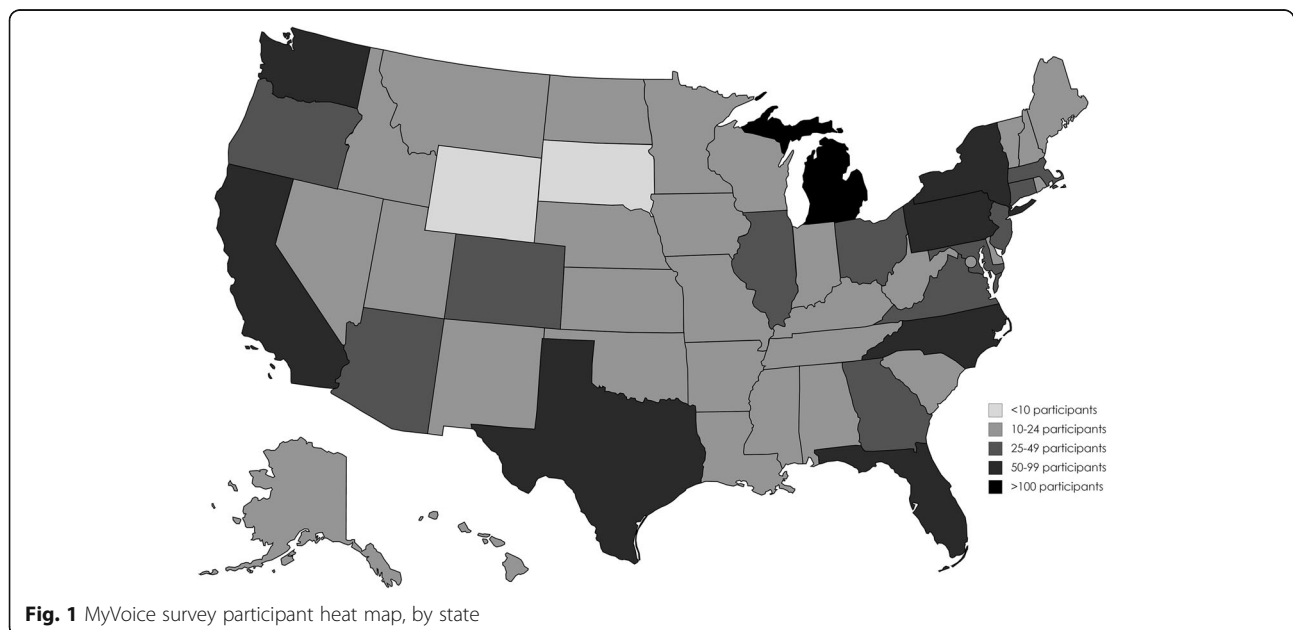 <10 participants
10-24 participants
25-49 participants
50-99 participants
>100 participants
Fig. 1 MyVoice survey participant heat map, by state